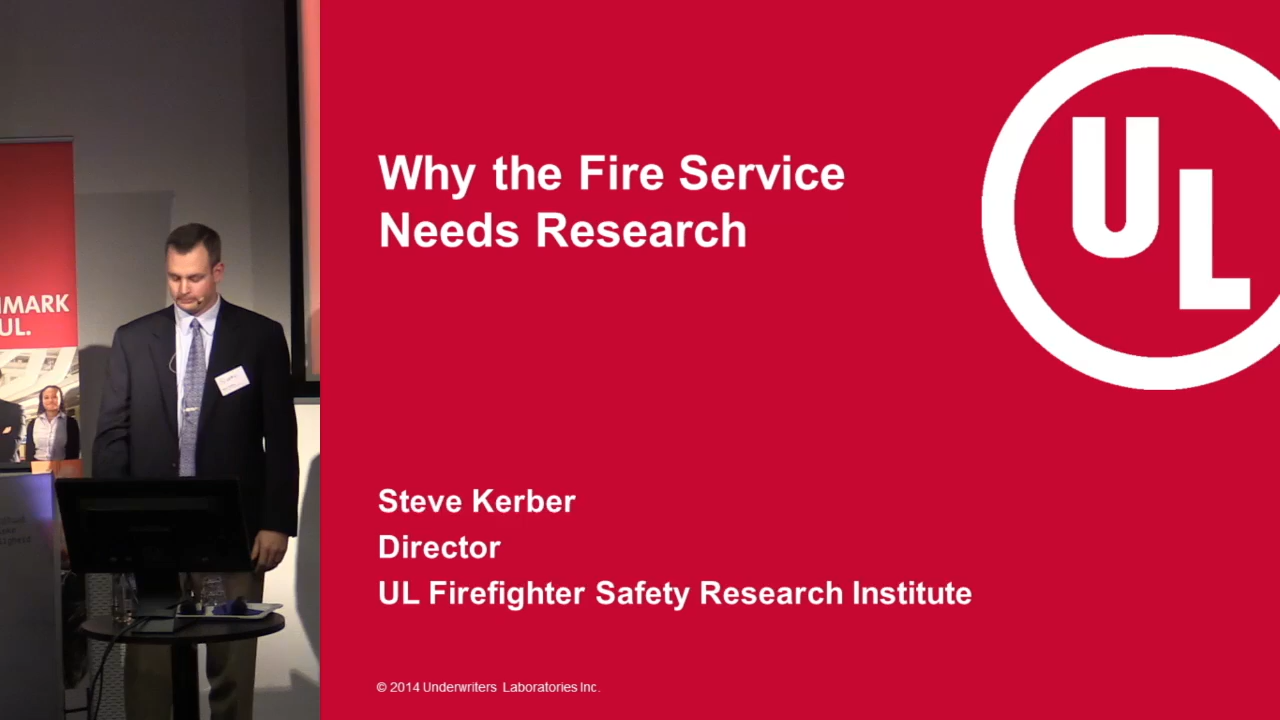 Why the Fire Service
Needs Research
UL
Steve Kerber
Director
UL Firefighter Safety Research Institute
© 2014 Underwriters Laboratories Inc.
MARK
UL.